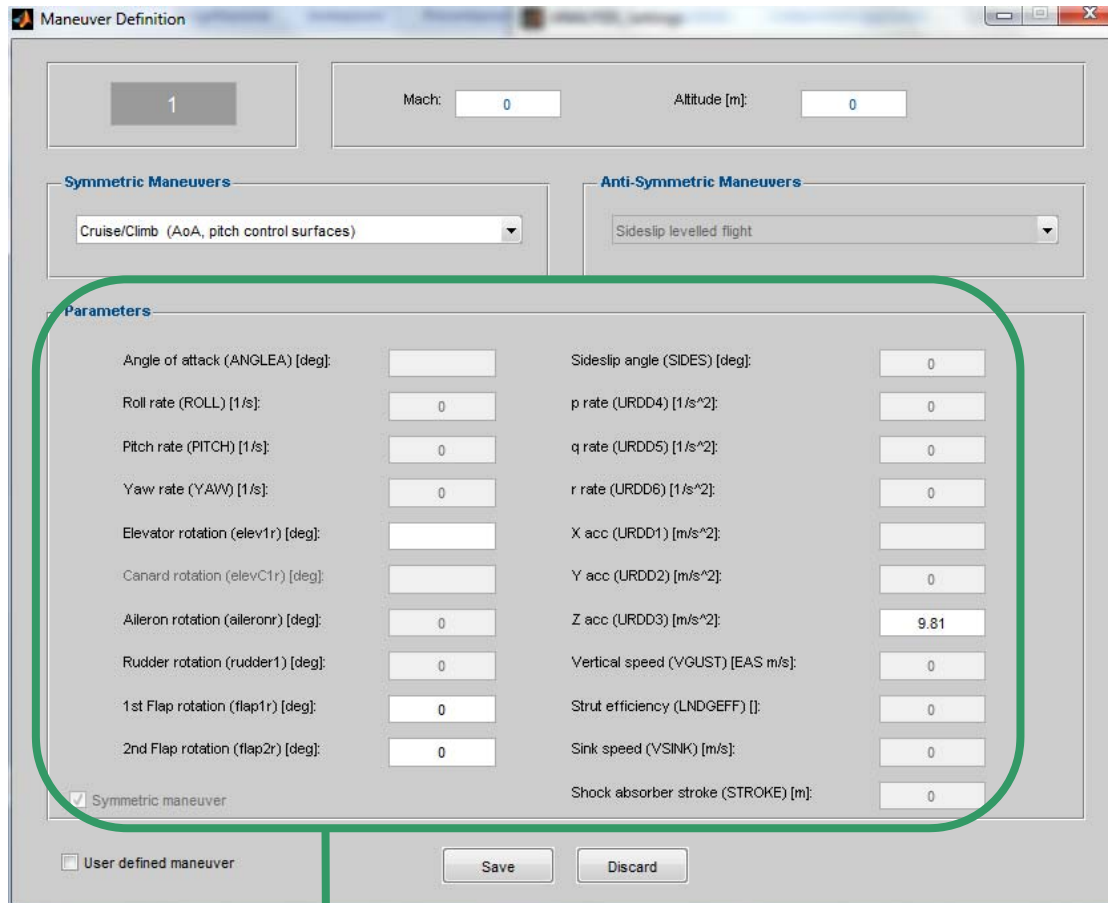 Maneuver Definition
1
Mach: 0 Altitude [m]: 0
Symmetric Maneuvers
Cruise/Climb (AoA, pitch control surfaces)
Anti-Symmetric Maneuvers
Sideslip levelled flight
Parameters
Angle of attack (ANGLEA) [deg]:
Roll rate (ROLL) [1/s]: 0
Pitch rate (PITCH) [1/s]: 0
Yaw rate (YAW) [1/s]: 0
Elevator rotation (elev1r) [deg]:
Canard rotation (elevC1r) [deg]:
Aileron rotation (aileronr) [deg]: 0
Rudder rotation (rudder1) [deg]: 0
1st Flap rotation (flap1r) [deg]: 0
2nd Flap rotation (flap2r) [deg]: 0
Symmetric maneuver
Sideslip angle (SIDES) [deg]: 0
p rate (URDD4) [1/s^2]: 0
q rate (URDD5) [1/s^2]: 0
r rate (URDD6) [1/s^2]: 0
X acc (URDD1) [m/s^2]:
Y acc (URDD2) [m/s^2]: 0
Z acc (URDD3) [m/s^2]: 9.81
Vertical speed (VGUST) [EAS m/s]: 0
Strut efficiency (LNDGEFF) []: 0
Sink speed (VSINK) [m/s]: 0
Shock absorber stroke (STROKE) [m]: 0
User defined maneuver
Save
Discard